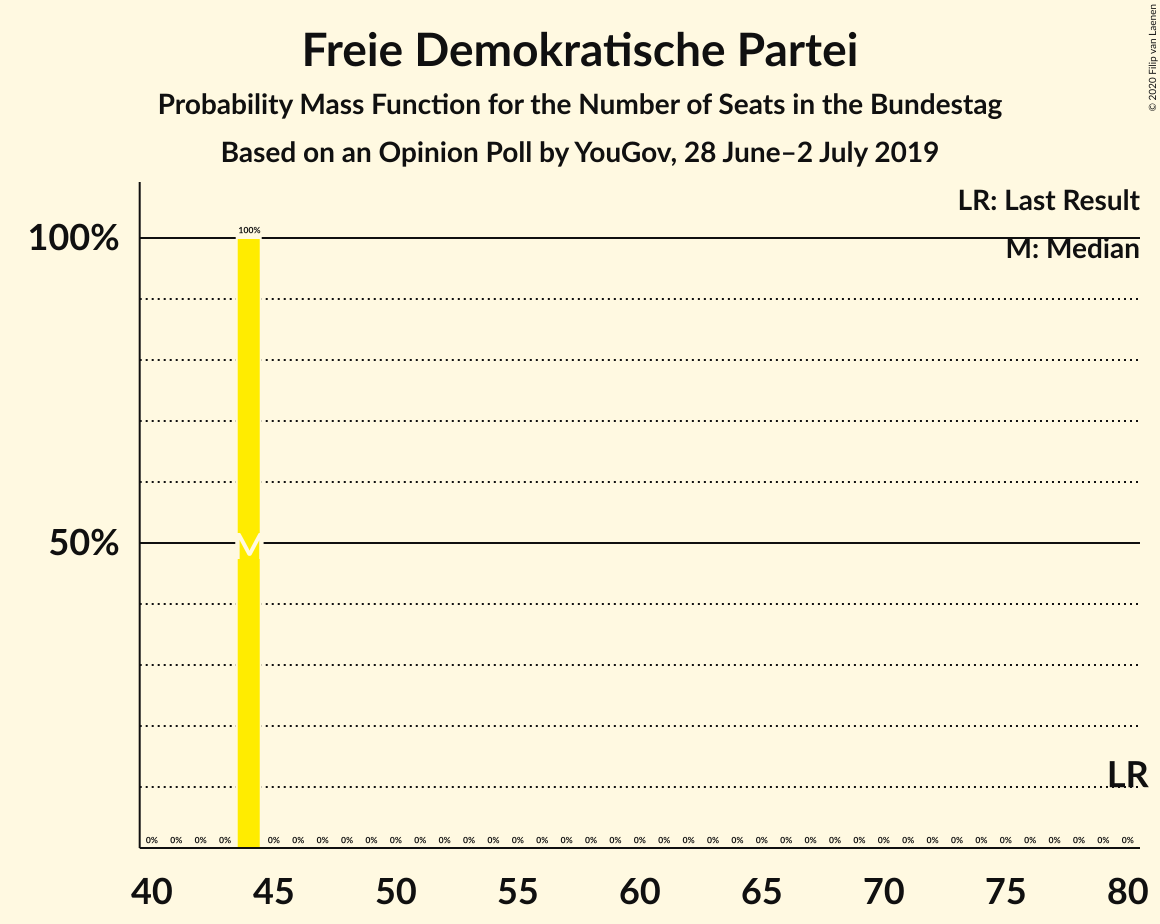 Freie Demokratische Partei
Probability Mass Function for the Number of Seats in the Bundestag
Based on an Opinion Poll by YouGov, 28 June–2 July 2019
© 2020 Filip van Laenen
LR: Last Result
M: Median
100%
50%
100%
M
LR
0% 0% 0% 0% 0% 0% 0% 0% 0% 0% 0% 0% 0% 0% 0% 0% 0% 0% 0% 0% 0% 0% 0% 0% 0% 0% 0% 0% 0% 0% 0% 0% 0% 0% 0% 0% 0% 0% 0% 0%
40 45 50 55 60 65 70 75 80